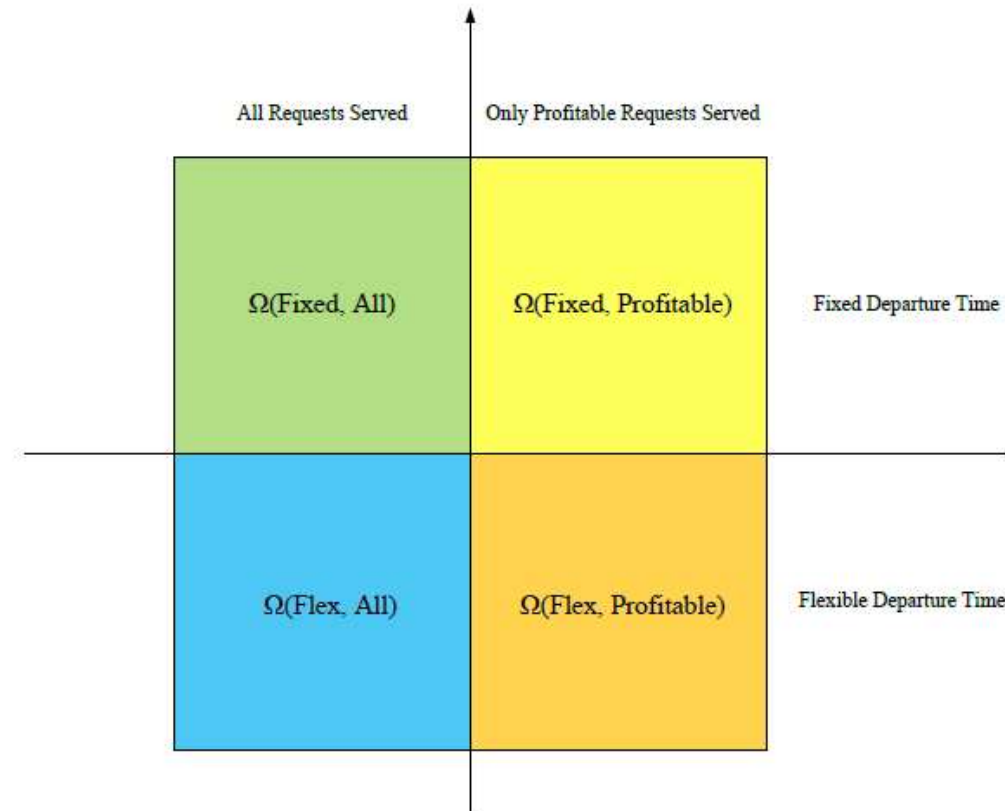 All Requests Served
Only Profitable Requests Served
Ω(Fixed, All)
Ω(Fixed, Profitable)
Fixed Departure Time
Ω(Flex, All)
Ω(Flex, Profitable)
Flexible Departure Time